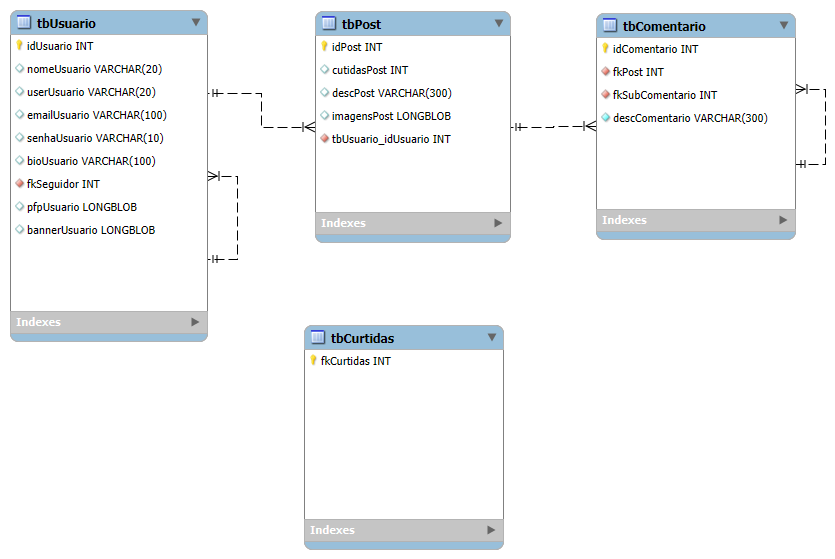 tbUsuario
idUsuario INT
nomeUsuario VARCHAR(20)
userUsuario VARCHAR(20)
emailUsuario VARCHAR(100)
senhaUsuario VARCHAR(10)
bioUsuario VARCHAR(100)
fkSeguidor INT
pfpUsuario LONGBLOB
bannerUsuario LONGBLOB
Indexes
tbPost
idPost INT
cutidasPost INT
descPost VARCHAR(300)
imagensPost LONGBLOB
tbUsuario_idUsuario INT
Indexes
tbComentario
idComentario INT
fkPost INT
fkSubComentario INT
descComentario VARCHAR(300)
Indexes
tbCurtidas
fkCurtidas INT
Indexes